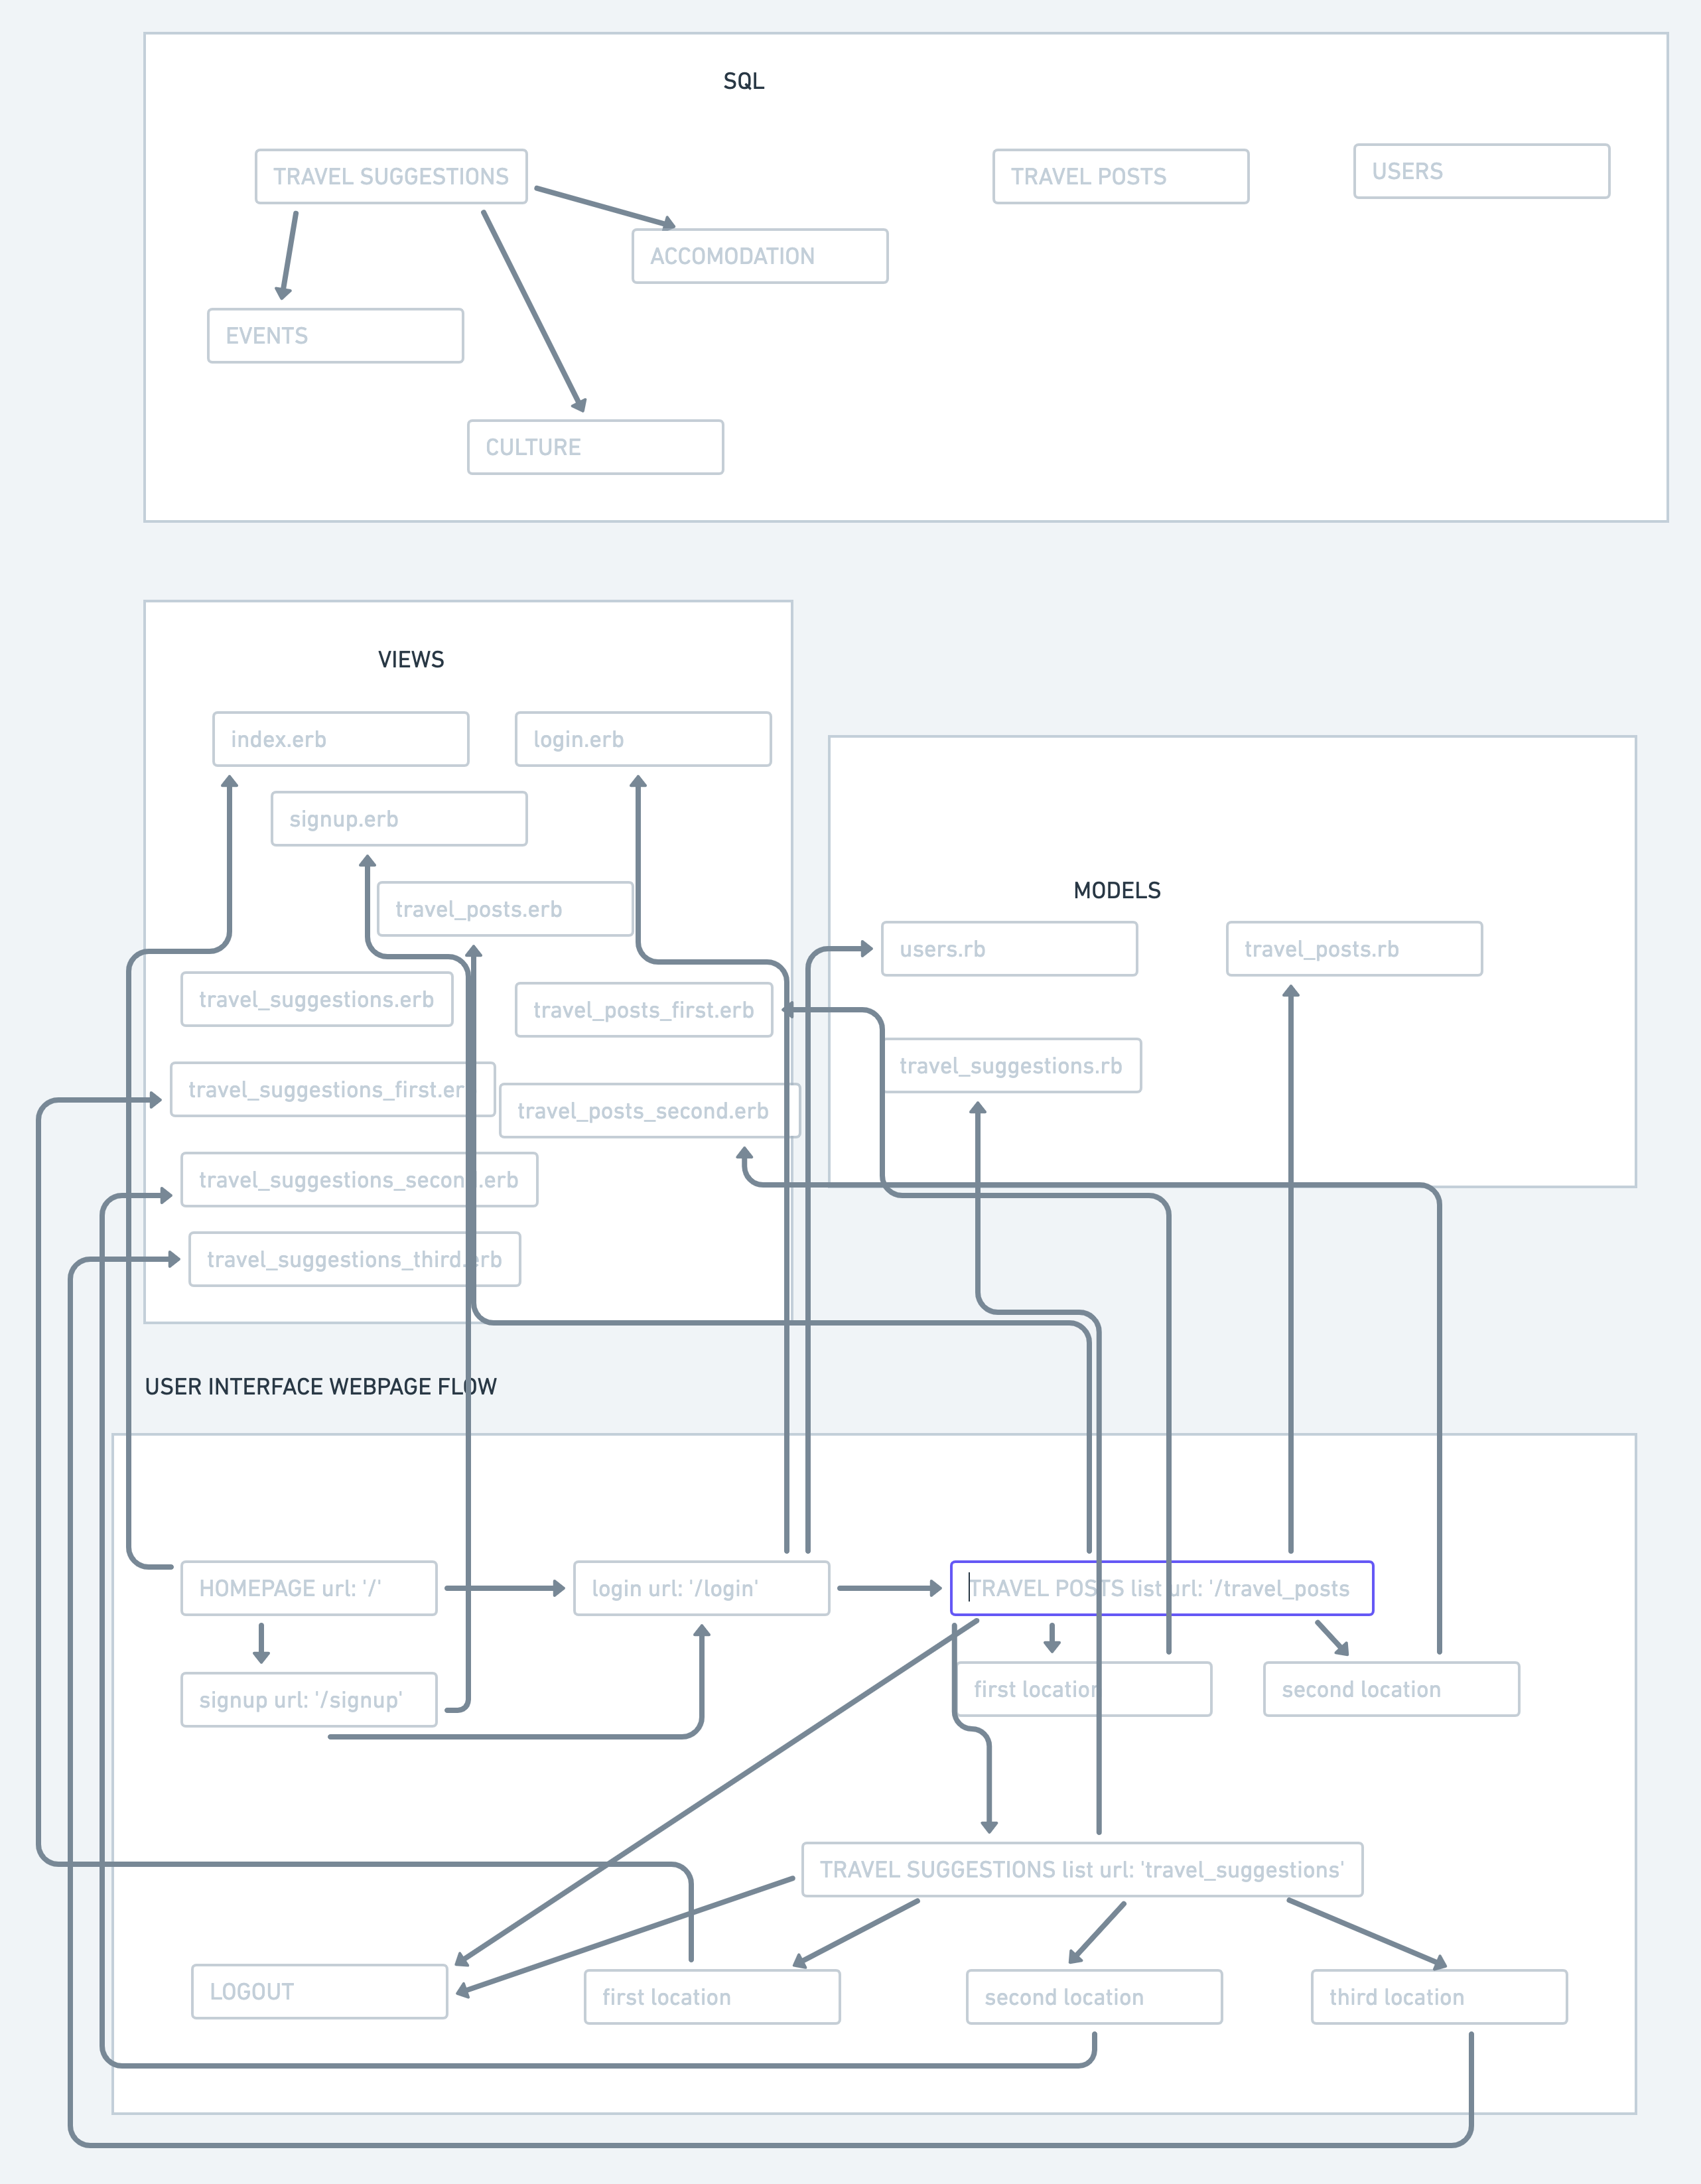 SQL
TRAVEL SUGGESTIONS
TRAVEL POSTS
USERS
ACCOMODATION
EVENTS
CULTURE
VIEWS
index.erb
login.erb
signup.erb
travel_posts.erb
travel_suggestions.erb
travel_posts_first.erb
travel_suggestions_first.er
travel_posts_second.erb
travel_suggestions_second.erb
travel_suggestions_third.erb
MODELS
users.rb
travel_posts.rb
travel_suggestions.rb
USER INTERFACE WEBPAGE FLOW
HOMEPAGE url: '/'
login url: '/login'
TRAVEL POSTS list url: '/travel_posts
signup url: '/signup'
first location
second location
TRAVEL SUGGESTIONS list url: 'travel_suggestions'
LOGOUT
first location
second location
third location